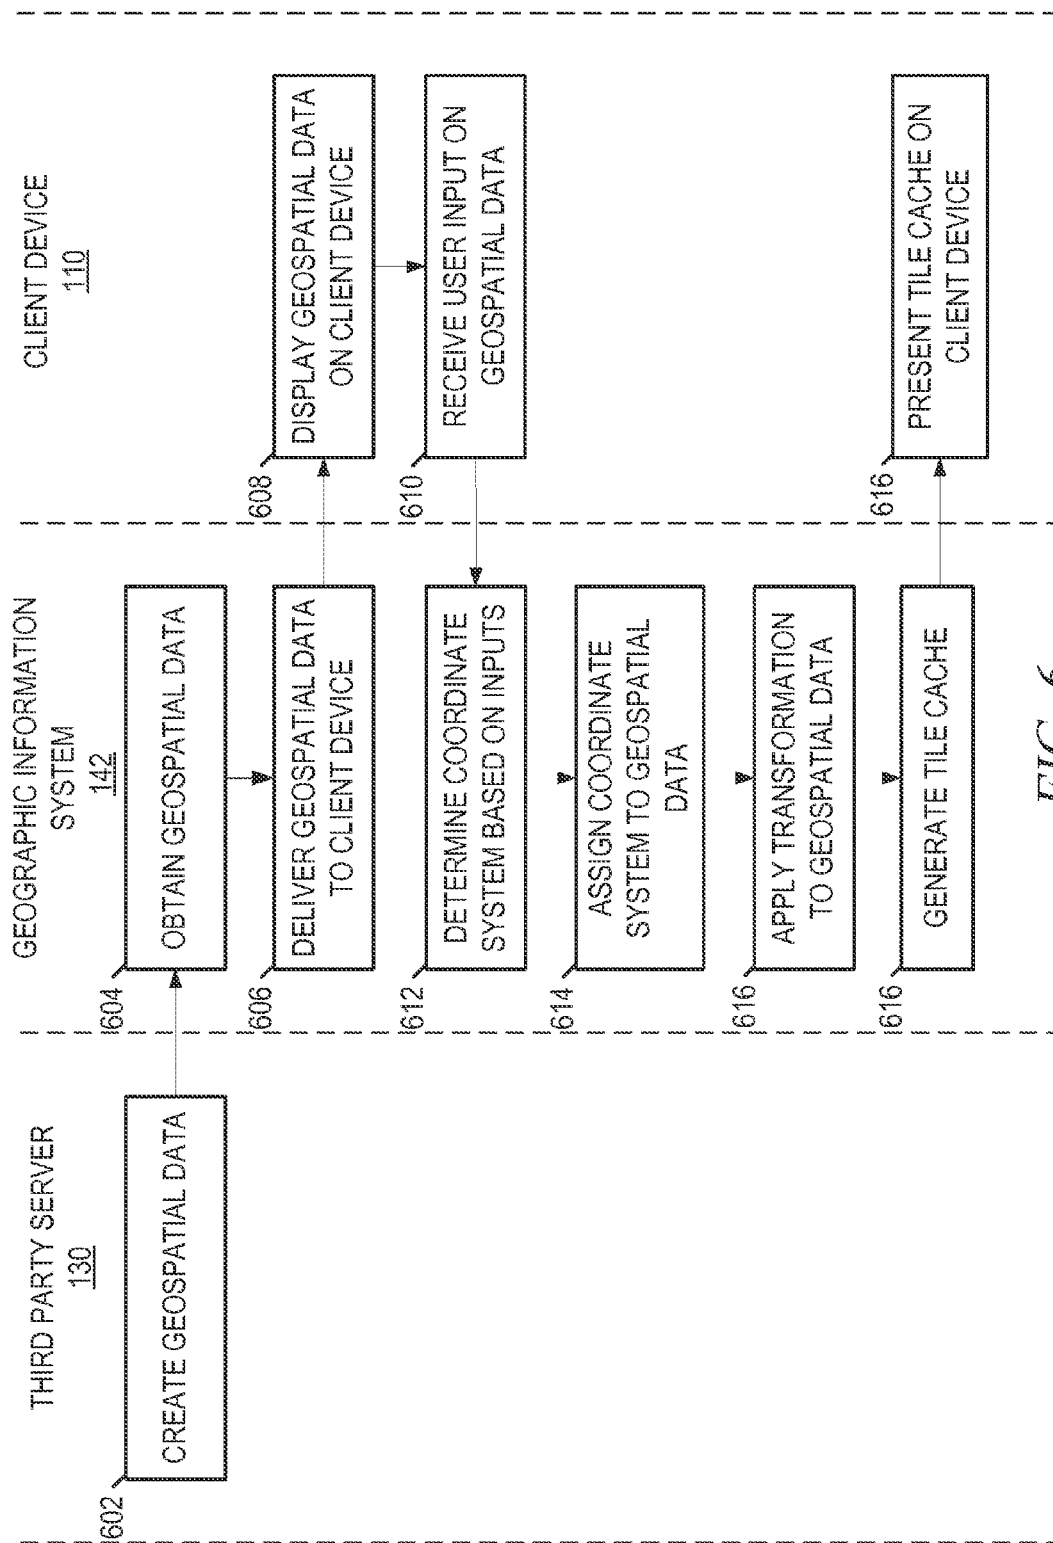 THIRD PARTY SERVER
130
GEOGRAPHIC INFORMATION
SYSTEM
142
CLIENT DEVICE
110
602
CREATE GEOSPATIAL DATA
604
OBTAIN GEOSPATIAL DATA
606
DELIVER GEOSPATIAL DATA
TO CLIENT DEVICE
608
DISPLAY GEOSPATIAL DATA
ON CLIENT DEVICE
610
RECEIVE USER INPUT ON
GEOSPATIAL DATA
612
DETERMINE COORDINATE
SYSTEM BASED ON INPUTS
614
ASSIGN COORDINATE
SYSTEM TO GEOSPATIAL
DATA
616
APPLY TRANSFORMATION
TO GEOSPATIAL DATA
616
GENERATE TILE CACHE
616
PRESENT TILE CACHE ON
CLIENT DEVICE
FIG. 6